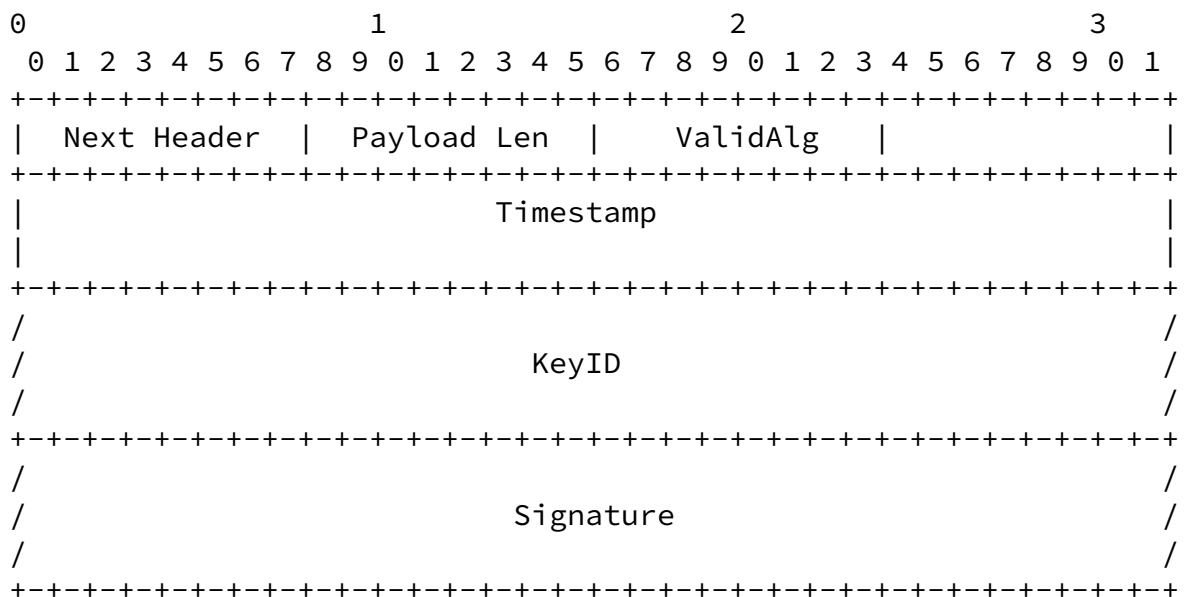 0                   1                   2                   3
 0 1 2 3 4 5 6 7 8 9 0 1 2 3 4 5 6 7 8 9 0 1 2 3 4 5 6 7 8 9 0 1
+-+-+-+-+-+-+-+-+-+-+-+-+-+-+-+-+-+-+-+-+-+-+-+-+-+-+-+-+-+-+-+-+
|  Next Header  |  Payload Len  |    ValidAlg   |               |
+-+-+-+-+-+-+-+-+-+-+-+-+-+-+-+-+-+-+-+-+-+-+-+-+-+-+-+-+-+-+-+-+
|                          Timestamp                            |
|                                                               |
+-+-+-+-+-+-+-+-+-+-+-+-+-+-+-+-+-+-+-+-+-+-+-+-+-+-+-+-+-+-+-+-+
/                                                               /
/                            KeyID                              /
/                                                               /
+-+-+-+-+-+-+-+-+-+-+-+-+-+-+-+-+-+-+-+-+-+-+-+-+-+-+-+-+-+-+-+-+
/                                                               /
/                           Signature                           /
/                                                               /
+-+-+-+-+-+-+-+-+-+-+-+-+-+-+-+-+-+-+-+-+-+-+-+-+-+-+-+-+-+-+-+-+